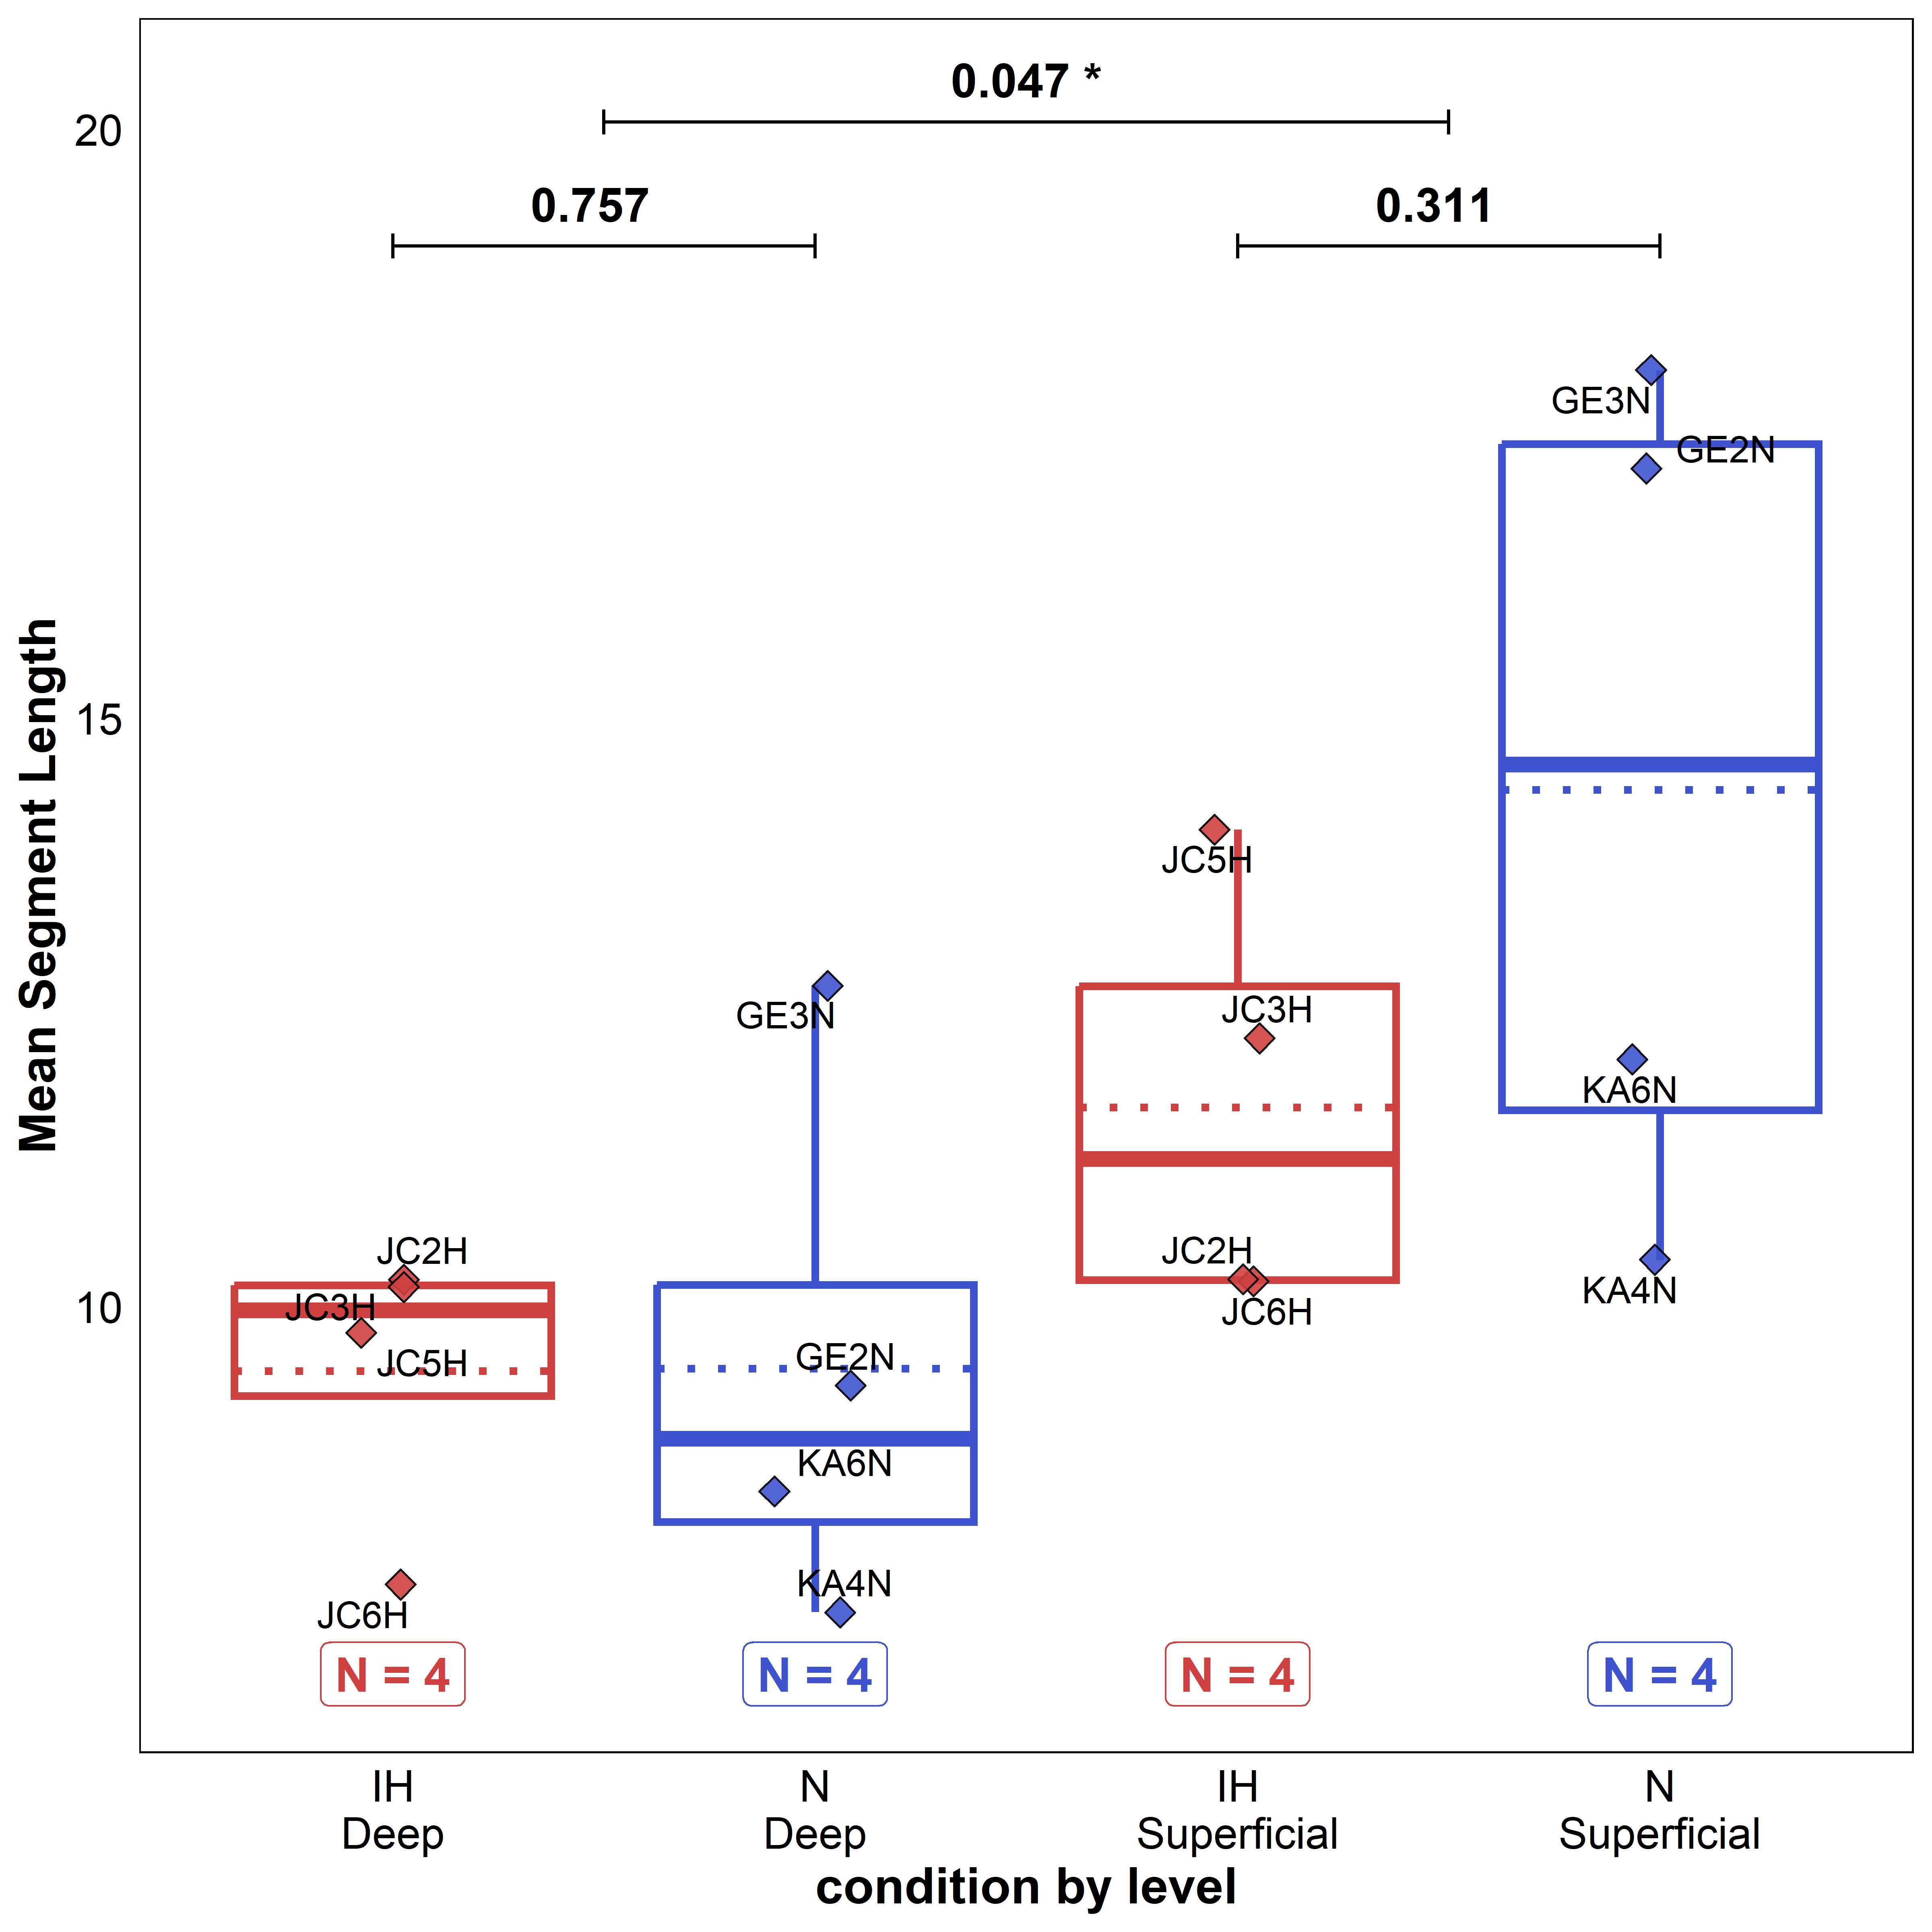 0.047 *
20
0.757
0.311
GE3N
GE2N
15
JC5H
GE3N
JC3H
KA6N
JC2H
JC2H
KA4N
10
JC3H
JC6H
GE2N
JC5H
KA6N
KA4N
JC6H
N = 4
N = 4
N = 4
N = 4
IH
Deep
N
Deep
IH
Superficial
N
Superficial
condition by level
Mean Segment Length